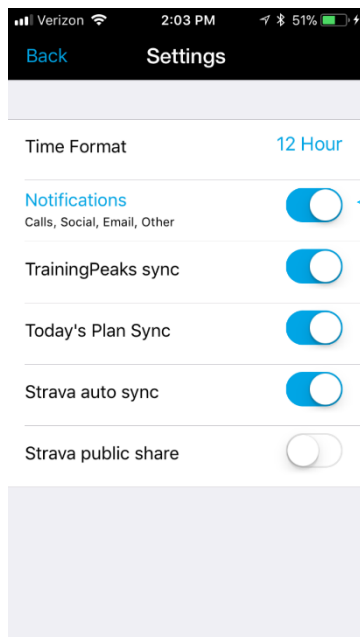 Verizon 2:03 PM 51%
Back Settings
Time Format 12 Hour
Notifications
Calls, Social, Email, Other
TrainingPeaks sync
Today's Plan Sync
Strava auto sync
Strava public share